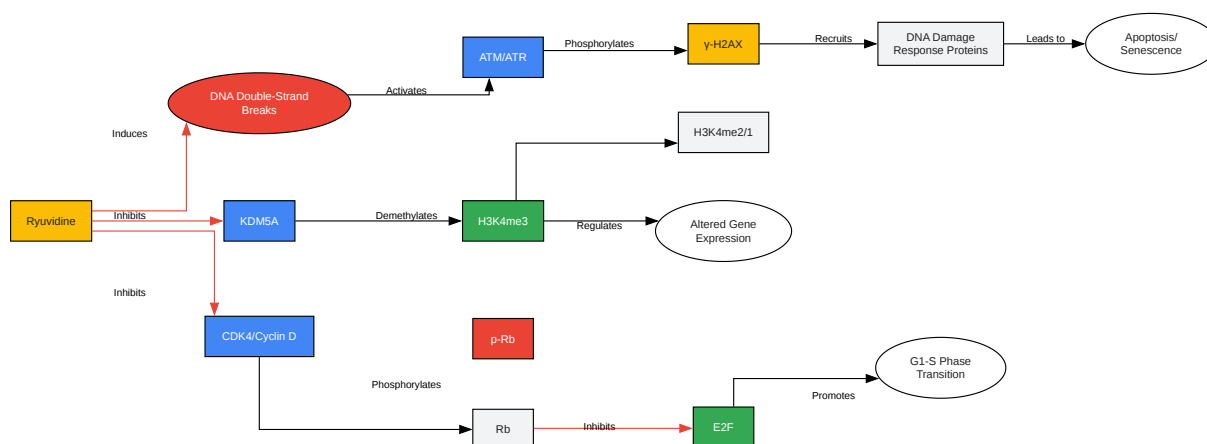 ATM/ATR
Phosphorylates
γ-H2AX
Recruits
DNA Damage
Response Proteins
Leads to
Apoptosis/
Senescence
DNA Double-Strand
Breaks
Activates
Induces
H3K4me2/1
Ryuvidine
Inhibits
KDM5A
Demethylates
H3K4me3
Regulates
Altered Gene
Expression
Inhibits
CDK4/Cyclin D
p-Rb
G1-S Phase
Transition
Phosphorylates
Promotes
Rb
Inhibits
E2F